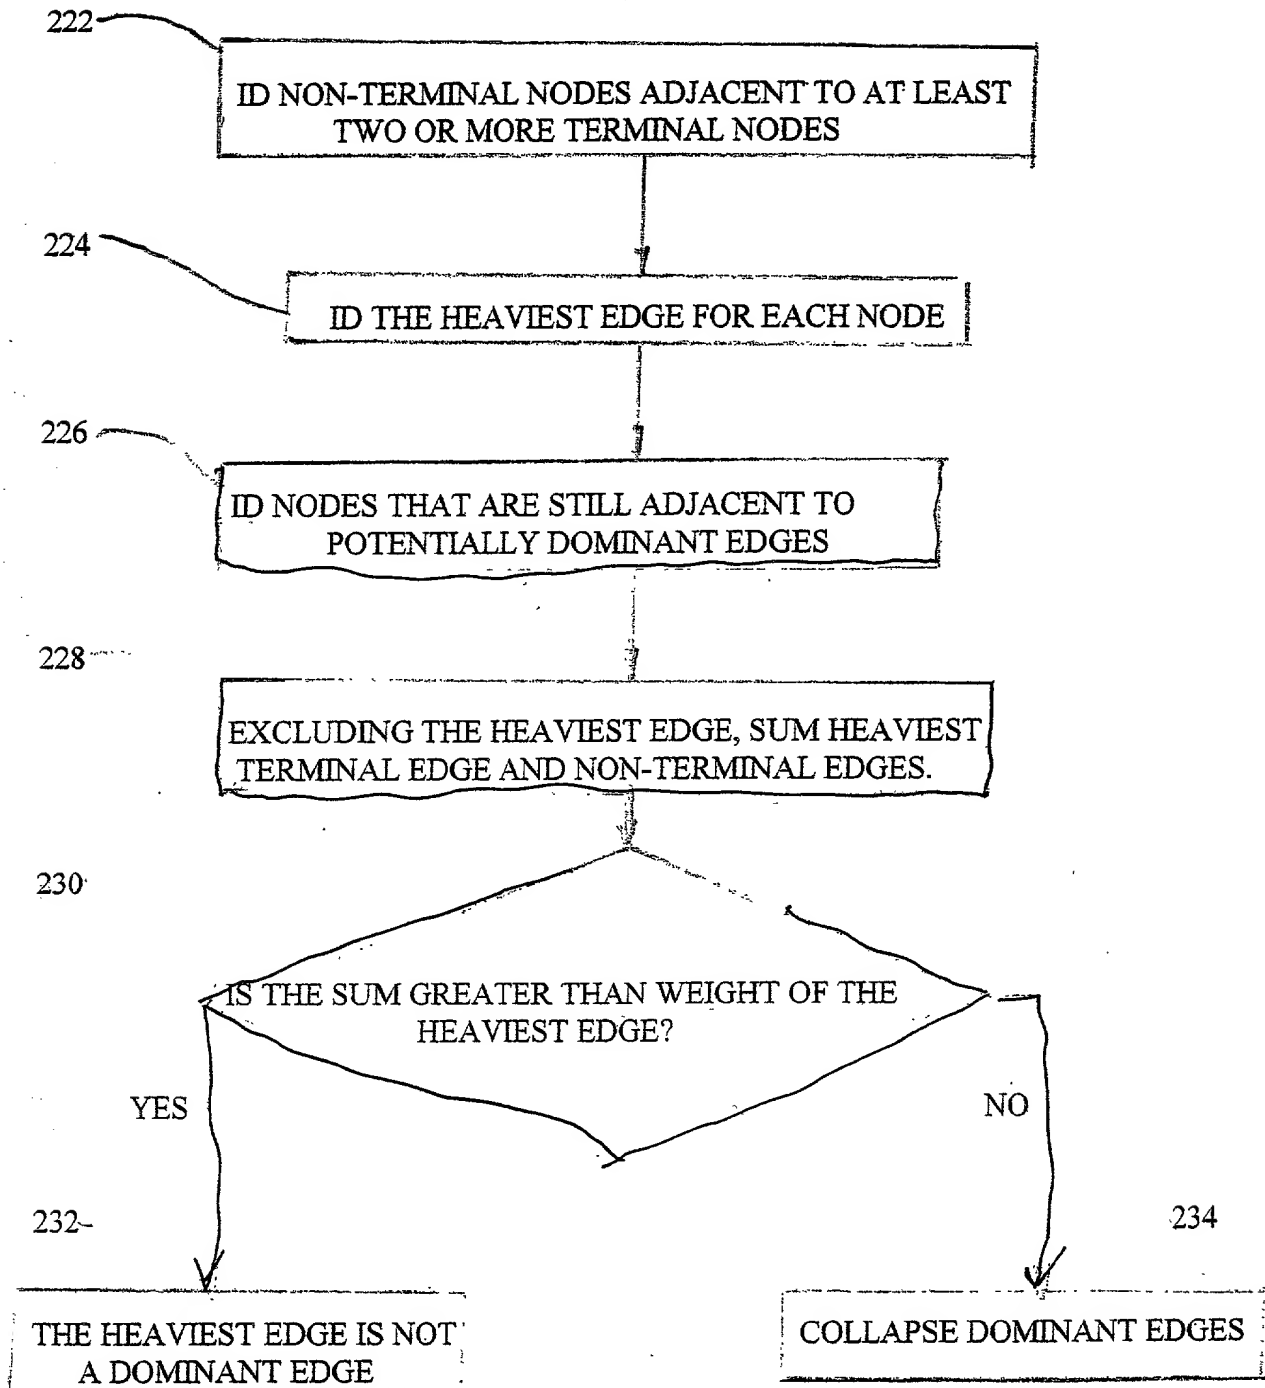 222
ID NON-TERMINAL NODES ADJACENT TO AT LEAST
TWO OR MORE TERMINAL NODES
224
ID THE HEAVIEST EDGE FOR EACH NODE
226
ID NODES THAT ARE STILL ADJACENT TO
POTENTIALLY DOMINANT EDGES
228
EXCLUDING THE HEAVIEST EDGE, SUM HEAVIEST
TERMINAL EDGE AND NON-TERMINAL EDGES.
230
IS THE SUM GREATER THAN WEIGHT OF THE
HEAVIEST EDGE?
YES
NO
232
234
THE HEAVIEST EDGE IS NOT
A DOMINANT EDGE
COLLAPSE DOMINANT EDGES